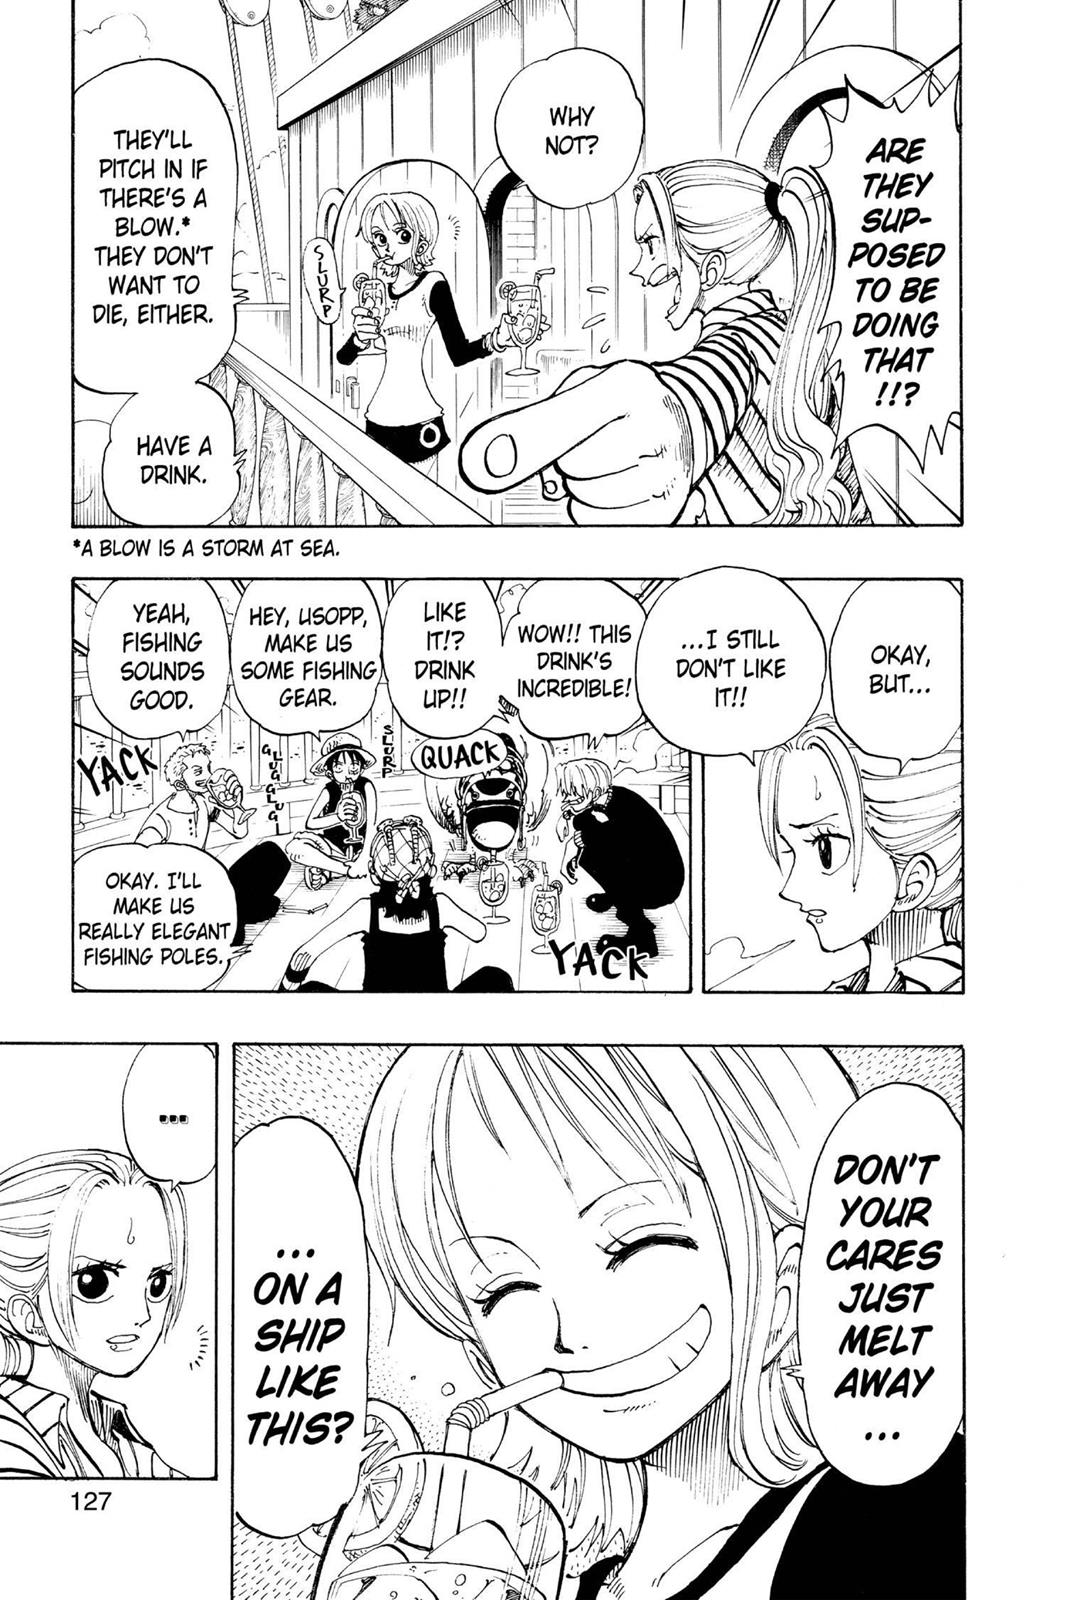 ARE
THEY
SUP-
POSED
TO BE
DOING
THAT
!!?
WHY
NOT?
SLURP
THEY'LL
PITCH IN IF
THERE'S A
BLOW.*
THEY DON'T
WANT TO
DIE, EITHER.
HAVE A
DRINK.
*A BLOW IS A STORM AT SEA.
OKAY,
BUT...
...I STILL
DON'T LIKE
IT!!
WOW!! THIS
DRINK'S
INCREDIBLE!
LIKE
IT!?
DRINK
UP!!
HEY, USOPP,
MAKE US
SOME FISHING
GEAR.
YEAH,
FISHING
SOUNDS
GOOD.
QUACK
SLURP
GLUG GLUG
YACK
OKAY. I'LL
MAKE US
REALLY ELEGANT
FISHING POLES.
YACK
DON'T
YOUR
CARES
JUST
MELT
AWAY
...
...
ON A
SHIP
LIKE
THIS?
...
127